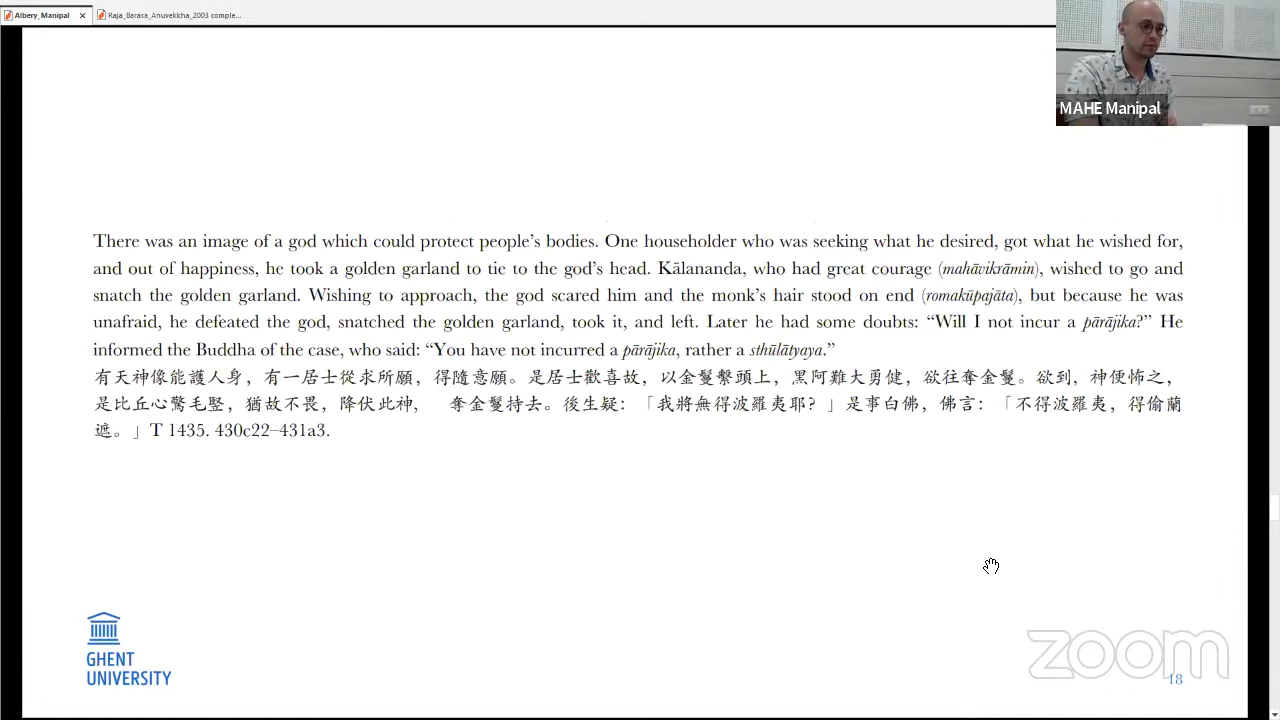 Albery_Manipal
Raja_Barasa_Anuvekkha_2003 comple...
MAHE Manipal
There was an image of a god which could protect people's bodies. One householder who was seeking what he desired, got what he wished for,
and out of happiness, he took a golden garland to tie to the god's head. Kālananda, who had great courage (mahāvikrāmin), wished to go and
snatch the golden garland. Wishing to approach, the god scared him and the monk's hair stood on end (romakūpajāta), but because he was
unafraid, he defeated the god, snatched the golden garland, took it, and left. Later he had some doubts: “Will I not incur a pārājika?” He
informed the Buddha of the case, who said: “You have not incurred a pārājika, rather a sthūlātyaya.”
有天神像能護人身，有一居士從求所願，得隨意願。是居士歡喜故，以金鬘繫頭上，黑阿難大勇健，欲往奪金鬘。欲到，神便怖之，
是比丘心驚毛竪，猶故不畏，降伏此神， 奪金鬘持去。後生疑：「我將無得波羅夷耶？」是事白佛，佛言：「不得波羅夷，得偷蘭
遮。」T 1435. 430c22–431a3.
GHENT
UNIVERSITY
zoom
18